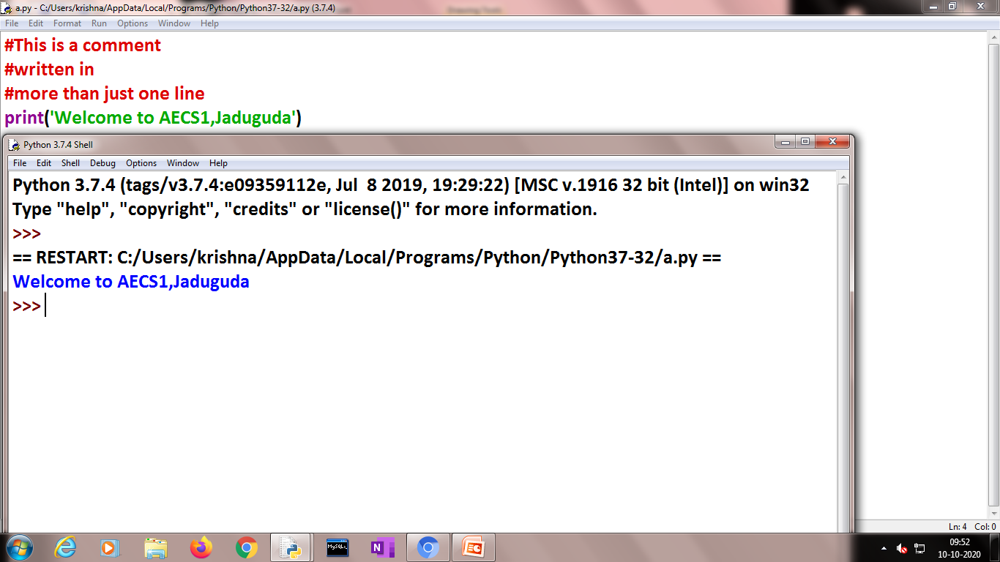 a.py - C:/Users/krishna/AppData/Local/Programs/Python/Python37-32/a.py (3.7.4)
File Edit Format Run Options Window Help
#This is a comment
#written in
#more than just one line
print('Welcome to AECS1,Jaduguda')
Python 3.7.4 Shell
File Edit Shell Debug Options Window Help
Python 3.7.4 (tags/v3.7.4:e09359112e, Jul  8 2019, 19:29:22) [MSC v.1916 32 bit (Intel)] on win32
Type "help", "copyright", "credits" or "license()" for more information.
>>>
== RESTART: C:/Users/krishna/AppData/Local/Programs/Python/Python37-32/a.py ==
Welcome to AECS1,Jaduguda
>>>
Ln: 4 Col: 0
MySQL
N
09:52
10-10-2020